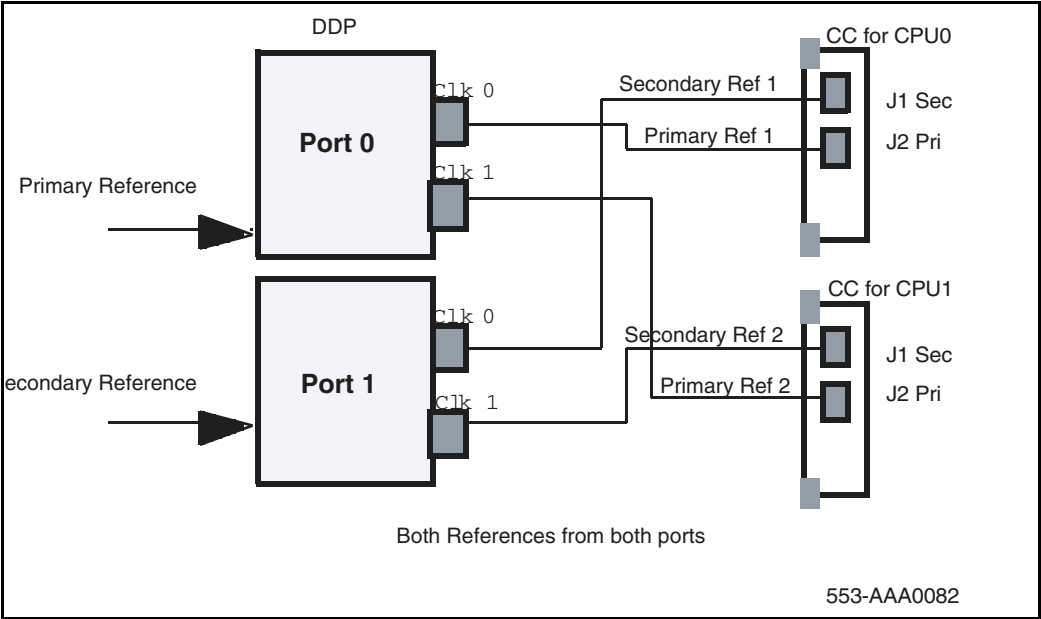 DDP
CC for CPU0
Clk 0
Secondary Ref 1
J1 Sec
Port 0
Primary Ref 1
J2 Pri
Clk 1
Primary Reference
CC for CPU1
Clk 0
Secondary Ref 2
J1 Sec
Port 1
econdary Reference
Primary Ref 2
J2 Pri
Clk 1
Both References from both ports
553-AAA0082